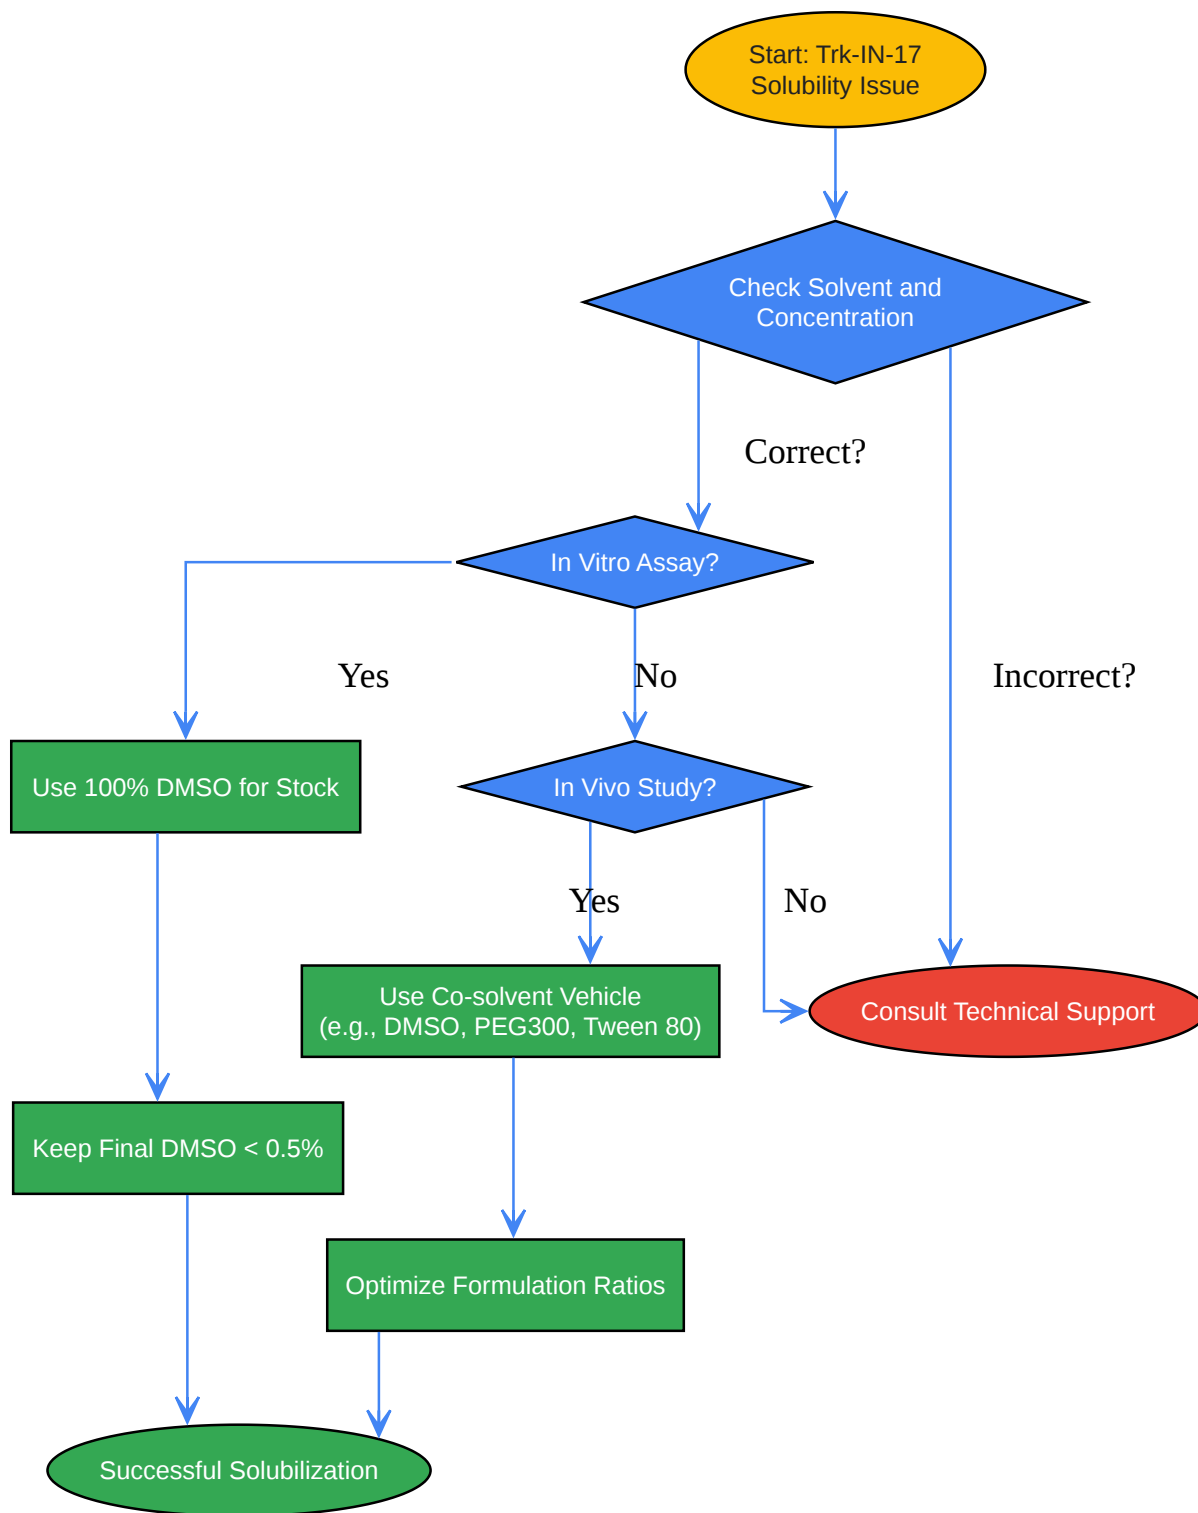 Start: Trk-IN-17
Solubility Issue
Check Solvent and
Concentration
Correct?
In Vitro Assay?
Yes
No
Incorrect?
Use 100% DMSO for Stock
In Vivo Study?
Yes
No
Use Co-solvent Vehicle
(e.g., DMSO, PEG300, Tween 80)
Consult Technical Support
Keep Final DMSO < 0.5%
Optimize Formulation Ratios
Successful Solubilization